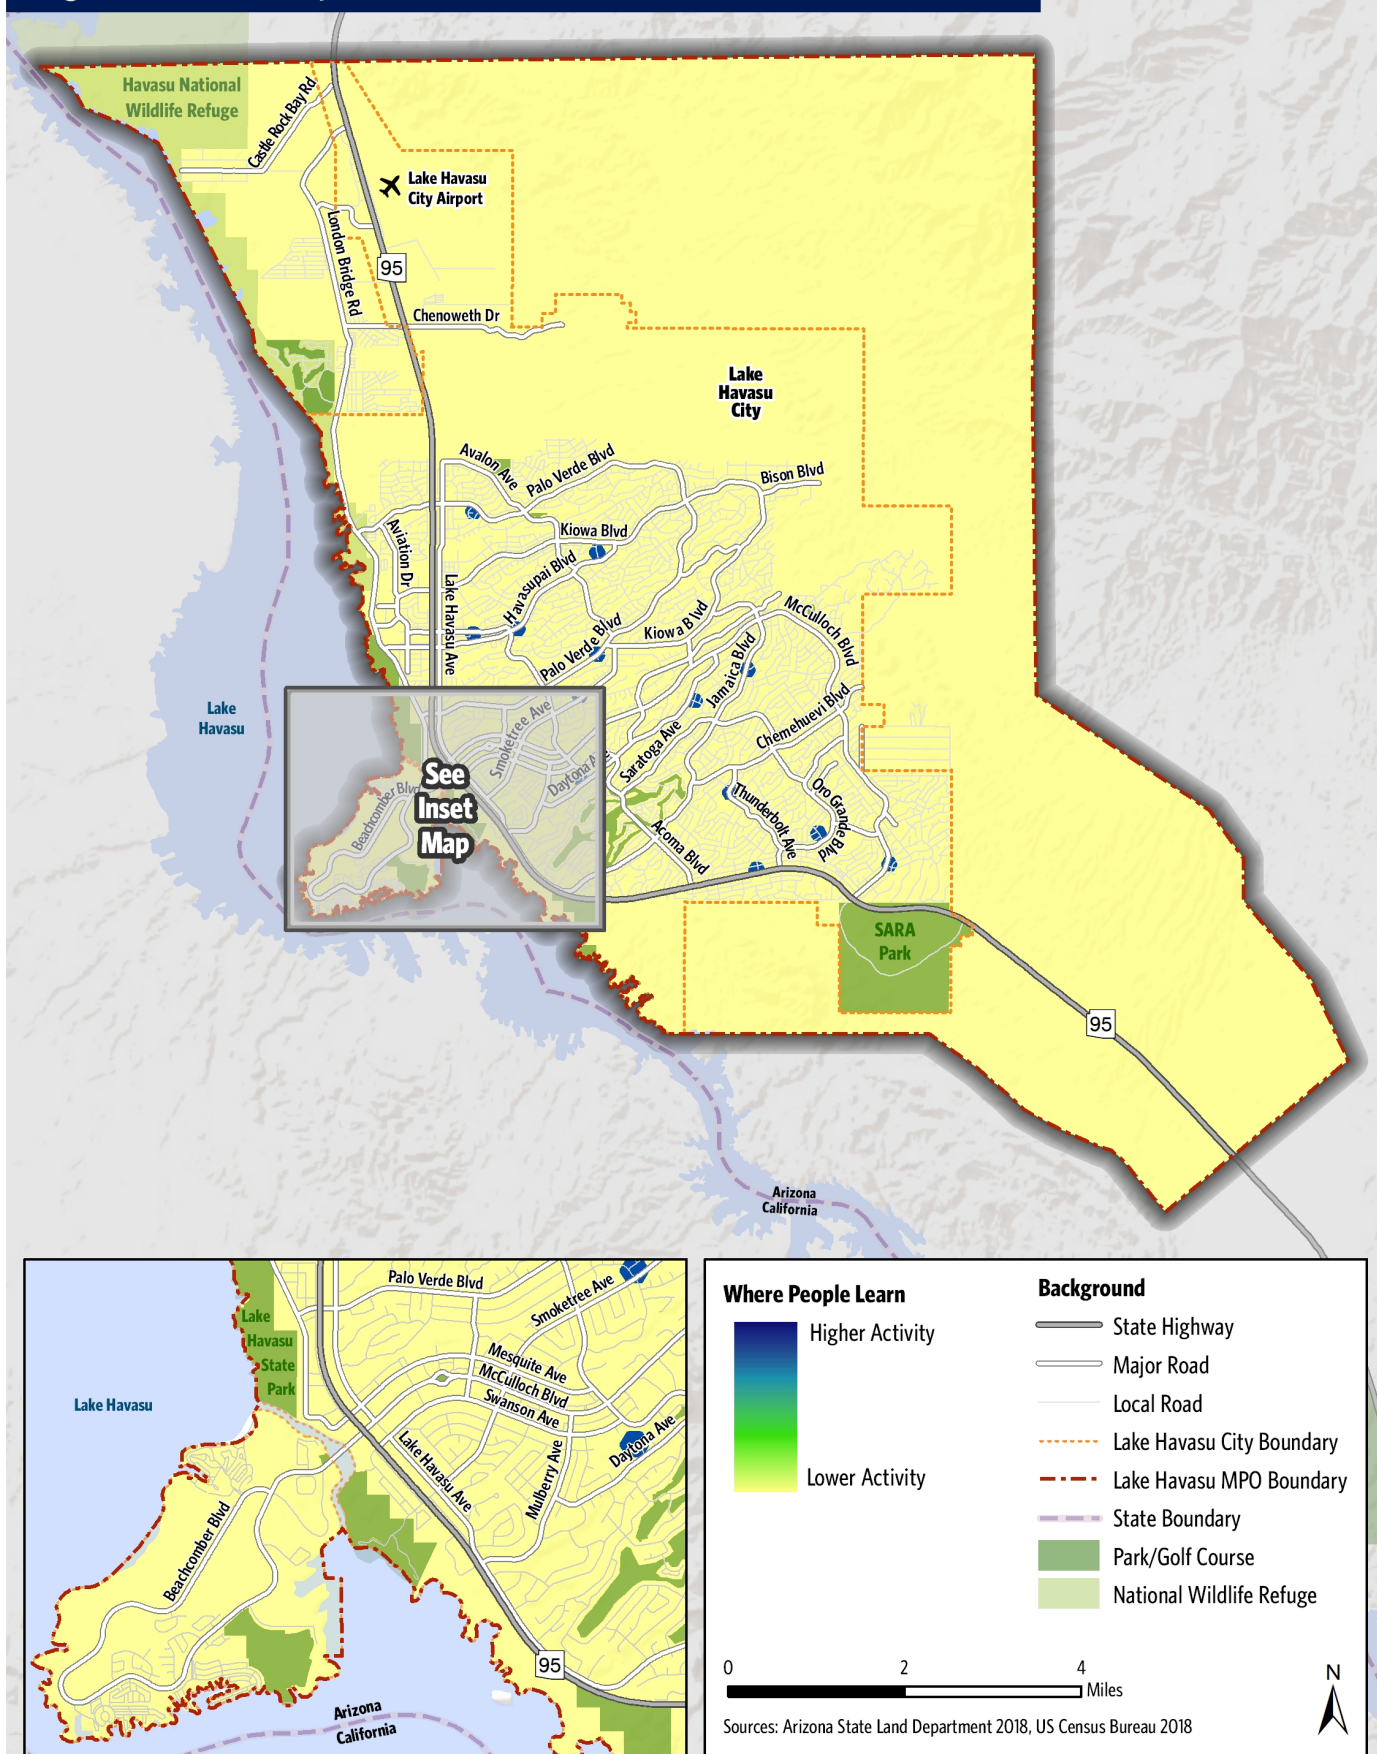 Havasu National
Wildlife Refuge
Castle Rock Bay Rd
Lake Havasu
City Airport
London Bridge Rd
95
Chenoweth Dr
Lake
Havasu
City
Avalon Ave
Palo Verde Blvd
Bison Blvd
Aviation Dr
Kiowa Blvd
Havasupai Blvd
Lake Havasu Ave
McCulloch Blvd
Kiowa Blvd
Palo Verde Blvd
Jamaica Blvd
Lake
Havasu
Smoketree Ave
Chemehuevi Blvd
Saratoga Ave
See
Inset
Map
Daytona A
Beachcomber Blvd
Thunderbolt Ave
Oro Grande Blvd
Acoma Blvd
SARA
Park
95
Arizona
California
Palo Verde Blvd
Smoketree Ave
Lake
Havasu
State
Park
Mesquite Ave
McCulloch Blvd
Swanson Ave
Lake Havasu
Daytona Ave
Lake Havasu Ave
Mulberry Ave
Beachcomber Blvd
95
Arizona
California
Where People Learn
Higher Activity
Lower Activity
Background
State Highway
Major Road
Local Road
Lake Havasu City Boundary
Lake Havasu MPO Boundary
State Boundary
Park/Golf Course
National Wildlife Refuge
0 2 4
Miles
N
Sources: Arizona State Land Department 2018, US Census Bureau 2018